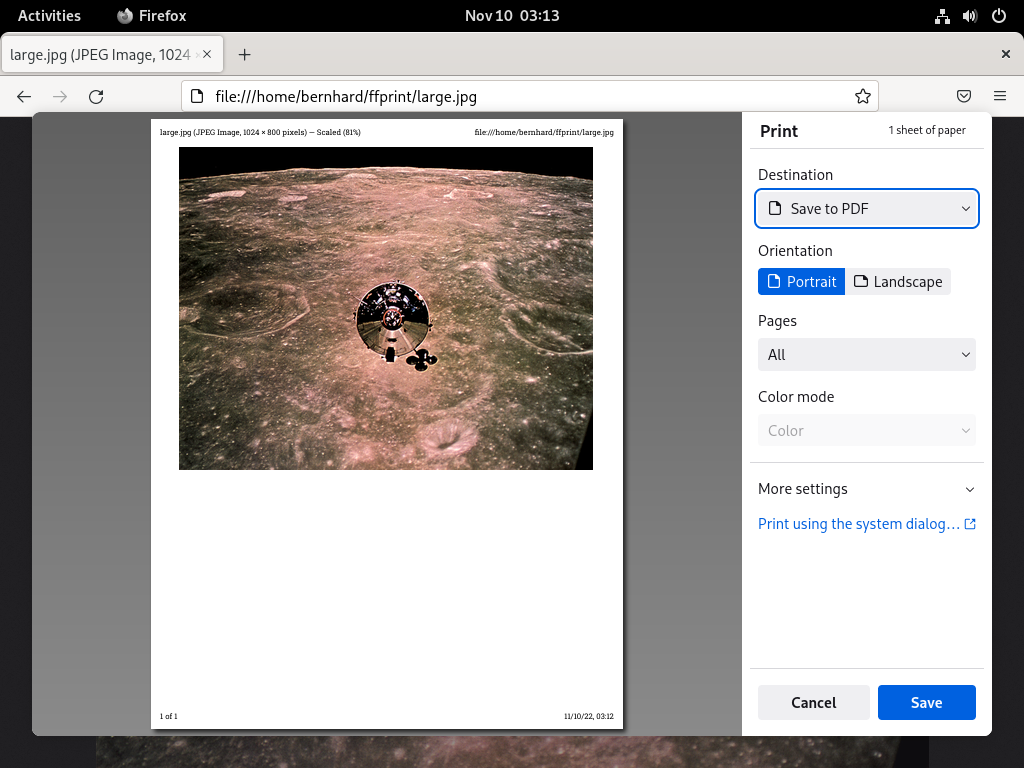 Activities Firefox Nov 10 03:13
large.jpg (JPEG Image, 1024
file:///home/bernhard/ffprint/large.jpg
large.jpg (JPEG Image, 1024 × 800 pixels) — Scaled (81%) file:///home/bernhard/ffprint/large.jpg
1 of 1 11/10/22, 03:12
Print 1 sheet of paper
Destination
Save to PDF
Orientation
Portrait Landscape
Pages
All
Color mode
Color
More settings
Print using the system dialog…
Cancel Save